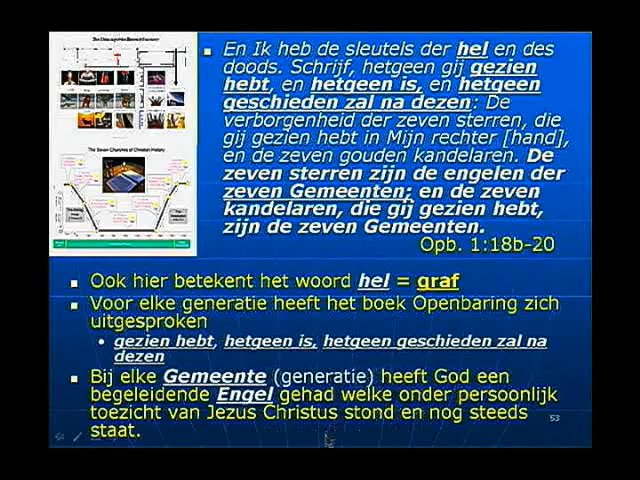 The Seven Churches of Christian History
En Ik heb de sleutels der hel en des
doods. Schrijf, hetgeen gij gezien
hebt, en hetgeen is, en hetgeen
geschieden zal na dezen: De
verborgenheid der zeven sterren, die
gij gezien hebt in Mijn rechter [hand],
en de zeven gouden kandelaren. De
zeven sterren zijn de engelen der
zeven Gemeenten; en de zeven
kandelaren, die gij gezien hebt,
zijn de zeven Gemeenten.
Opb. 1:18b-20
Ook hier betekent het woord hel = graf
Voor elke generatie heeft het boek Openbaring zich
uitgesproken
gezien hebt, hetgeen is, hetgeen geschieden zal na
dezen
Bij elke Gemeente (generatie) heeft God een
begeleidende Engel gehad welke onder persoonlijk
toezicht van Jezus Christus stond en nog steeds
staat.
53